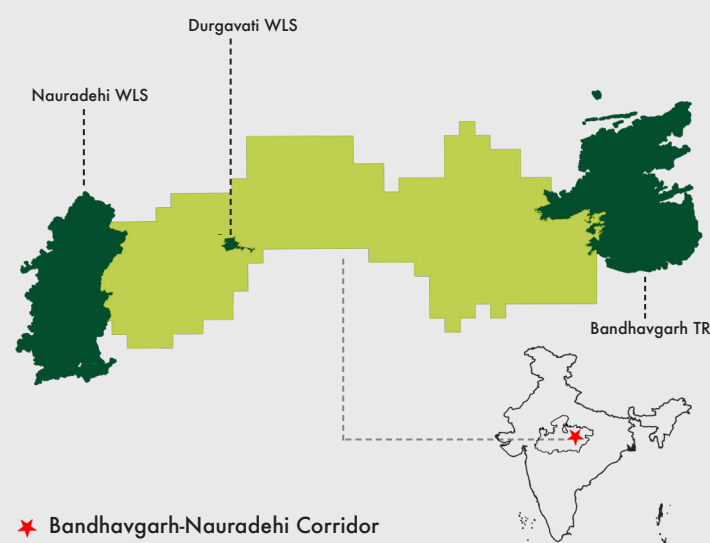 Durgavati WLS
Nauradehi WLS
Bandhavgarh TR
Bandhavgarh-Nauradehi Corridor